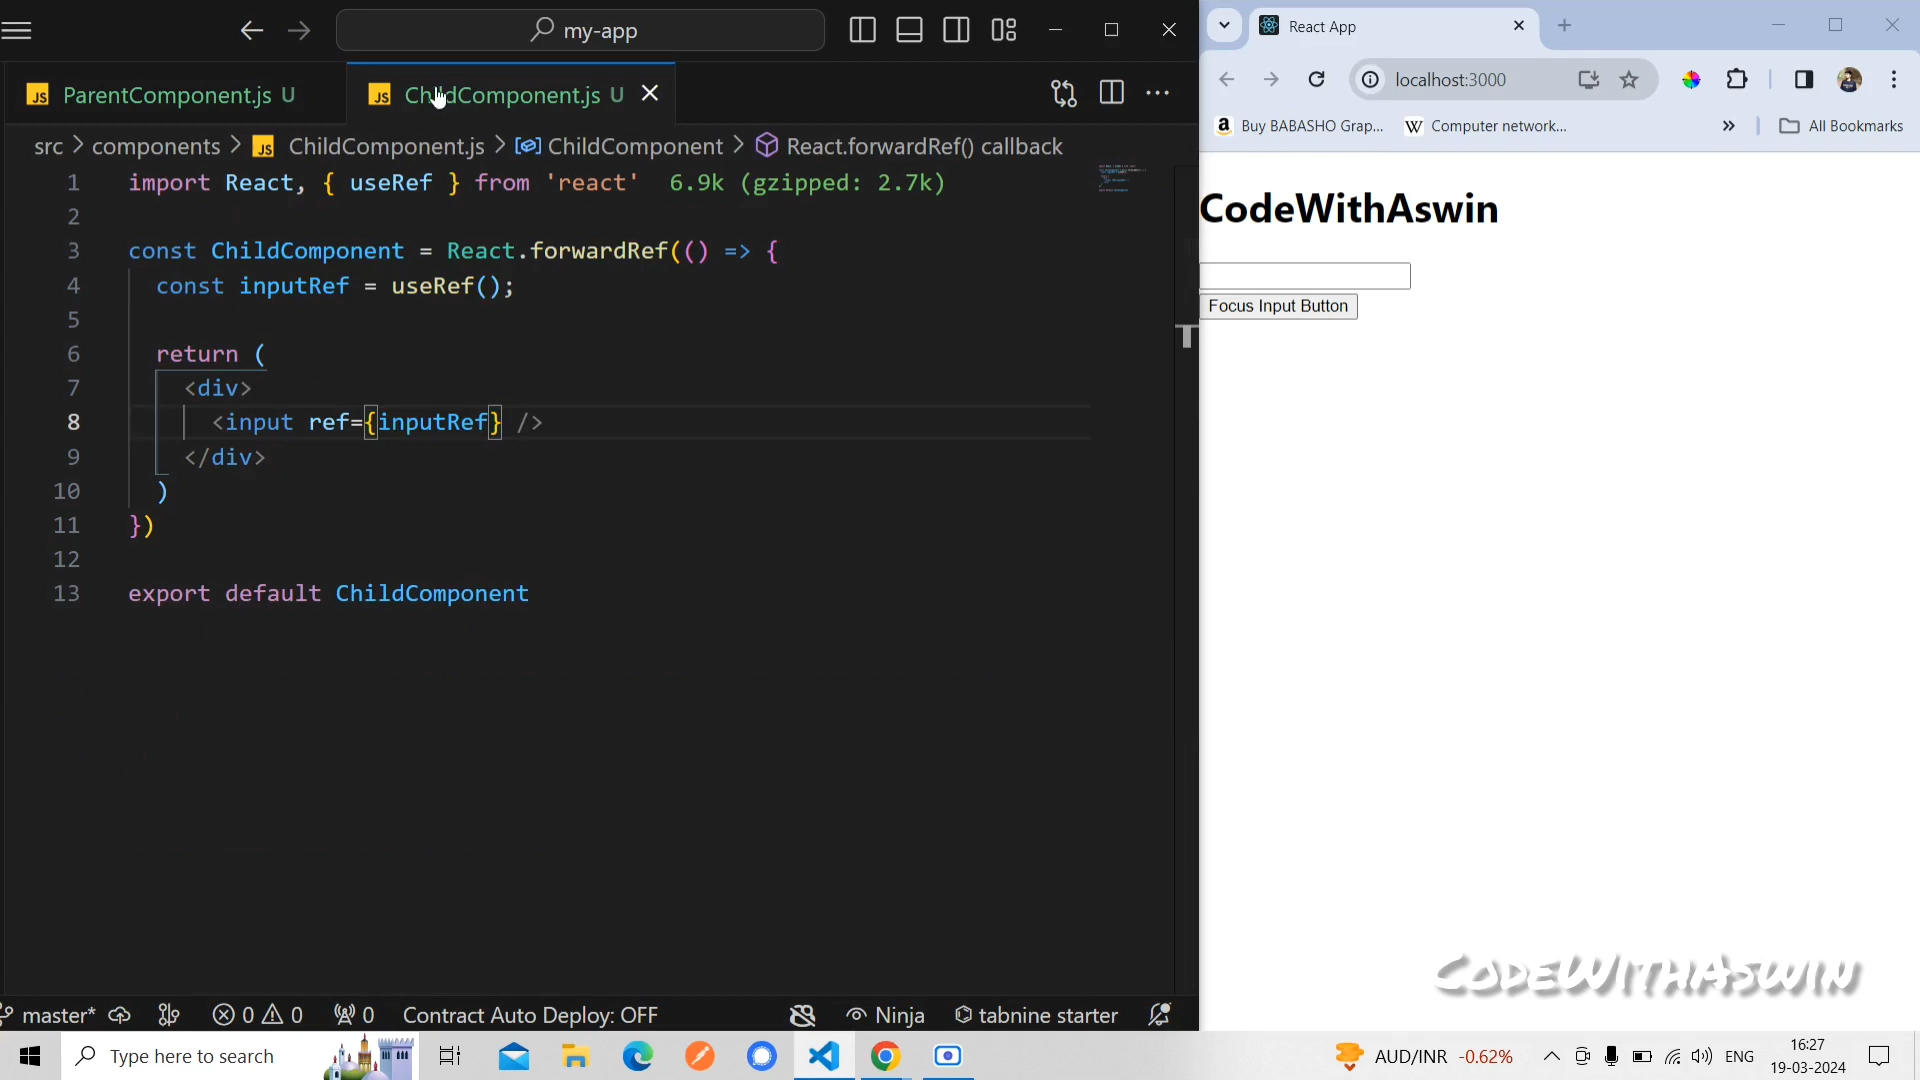 my-app
ParentComponent.js U
ChildComponent.js U
src > components > JS ChildComponent.js > ChildComponent > React.forwardRef() callback
1 import React, { useRef } from 'react' 6.9k (gzipped: 2.7k)
2
3 const ChildComponent = React.forwardRef(() => {
4 const inputRef = useRef();
5
6 return (
7 <div>
8 <input ref={inputRef} />
9 </div>
10 )
11 })
12
13 export default ChildComponent
master* 0 0 0 Contract Auto Deploy: OFF Ninja tabnine starter
React App
localhost:3000
Buy BABASHO Grap... W Computer network... » All Bookmarks
CodeWithAswin
Focus Input Button
CodeWithAswin
Type here to search
AUD/INR -0.62% ENG 16:27
19-03-2024